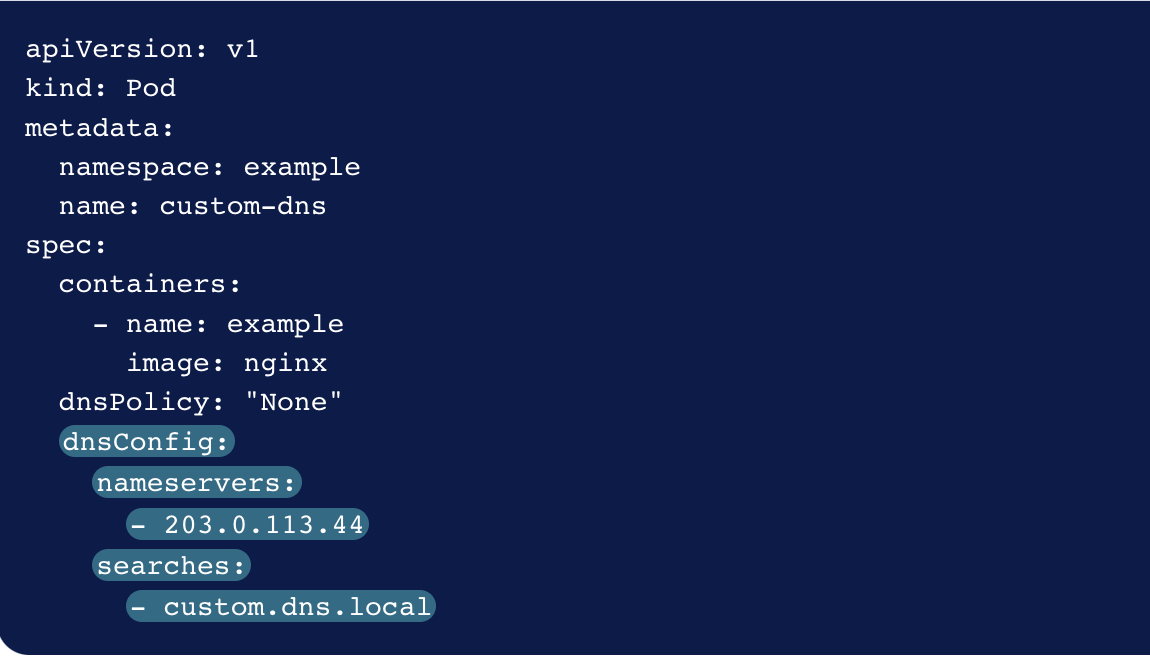 apiVersion: v1
kind: Pod
metadata:
  namespace: example
  name: custom-dns
spec:
  containers:
    - name: example
      image: nginx
  dnsPolicy: "None"
  dnsConfig:
    nameservers:
      - 203.0.113.44
    searches:
      - custom.dns.local